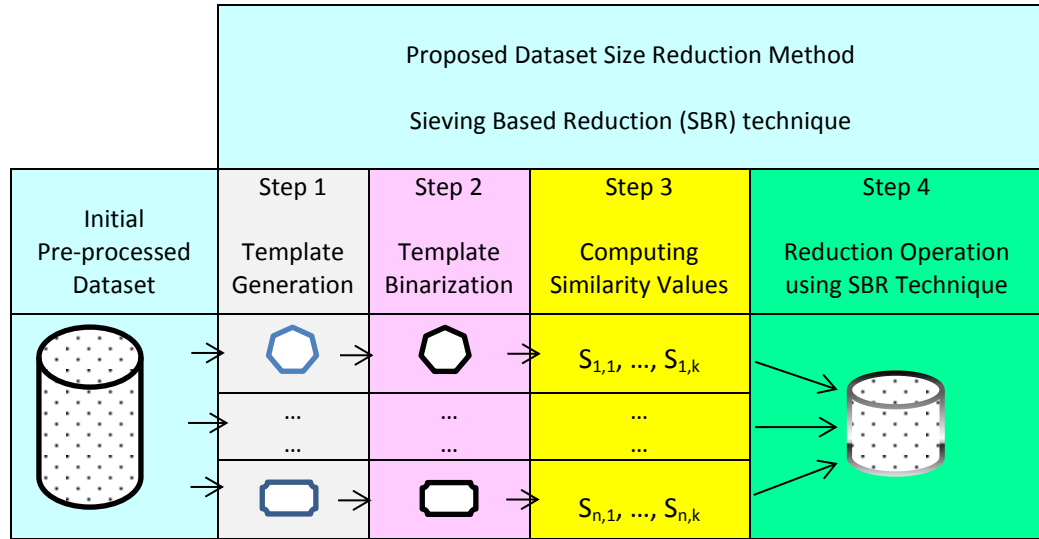 Proposed Dataset Size Reduction Method
Sieving Based Reduction (SBR) technique
Initial
Pre-processed
Dataset
Step 1
Template
Generation
Step 2
Template
Binarization
Step 3
Computing
Similarity Values
Step 4
Reduction Operation
using SBR Technique
S1,1, ..., S1,k
...
...
...
...
...
...
Sn,1, ..., Sn,k